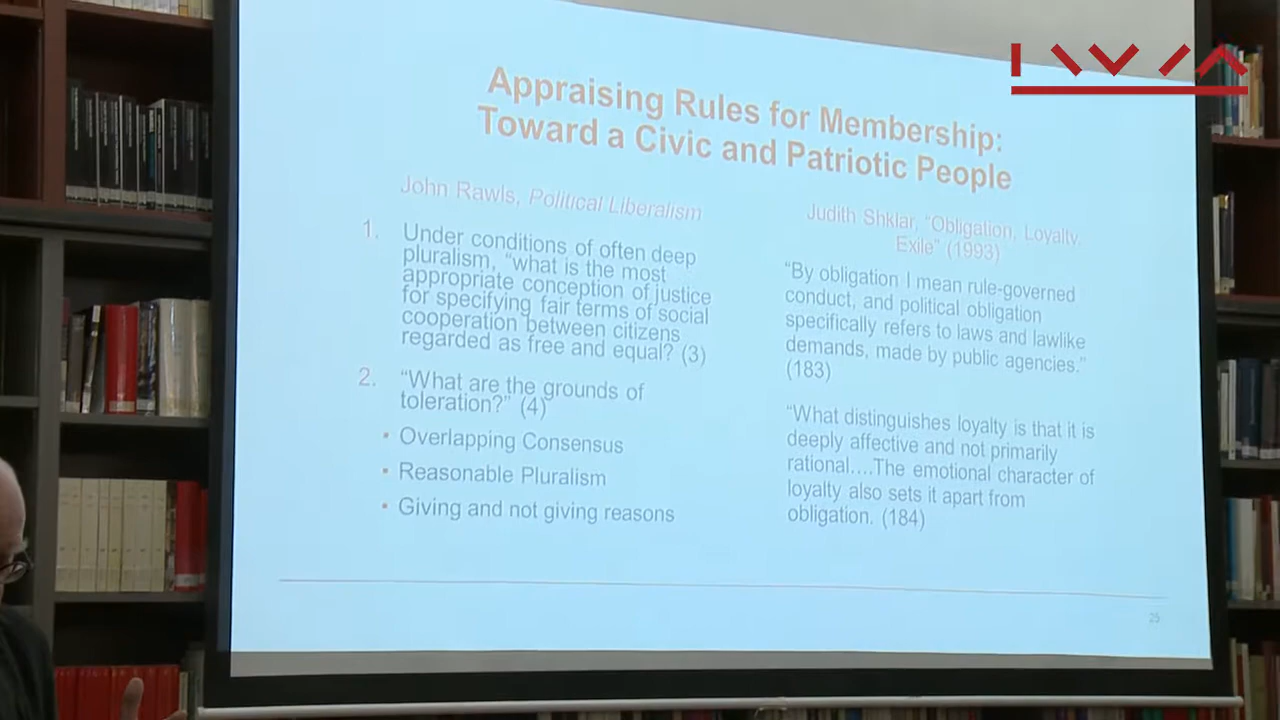 Appraising Rules for Membership:
Toward a Civic and Patriotic People
John Rawls, Political Liberalism
1. Under conditions of often deep
pluralism, “what is the most
appropriate conception of justice
for specifying fair terms of social
cooperation between citizens
regarded as free and equal? (3)
2. “What are the grounds of
toleration?” (4)
▪ Overlapping Consensus
▪ Reasonable Pluralism
▪ Giving and not giving reasons
Judith Shklar, “Obligation, Loyalty,
Exile” (1993)
“By obligation I mean rule-governed
conduct, and political obligation
specifically refers to laws and lawlike
demands, made by public agencies.”
(183)
“What distinguishes loyalty is that it is
deeply affective and not primarily
rational….The emotional character of
loyalty also sets it apart from
obligation. (184)
25